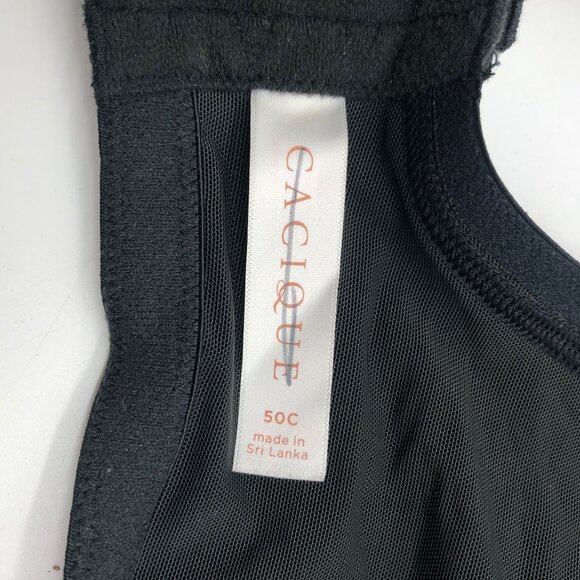 CACIQUE
50C
made in
Sri Lanka